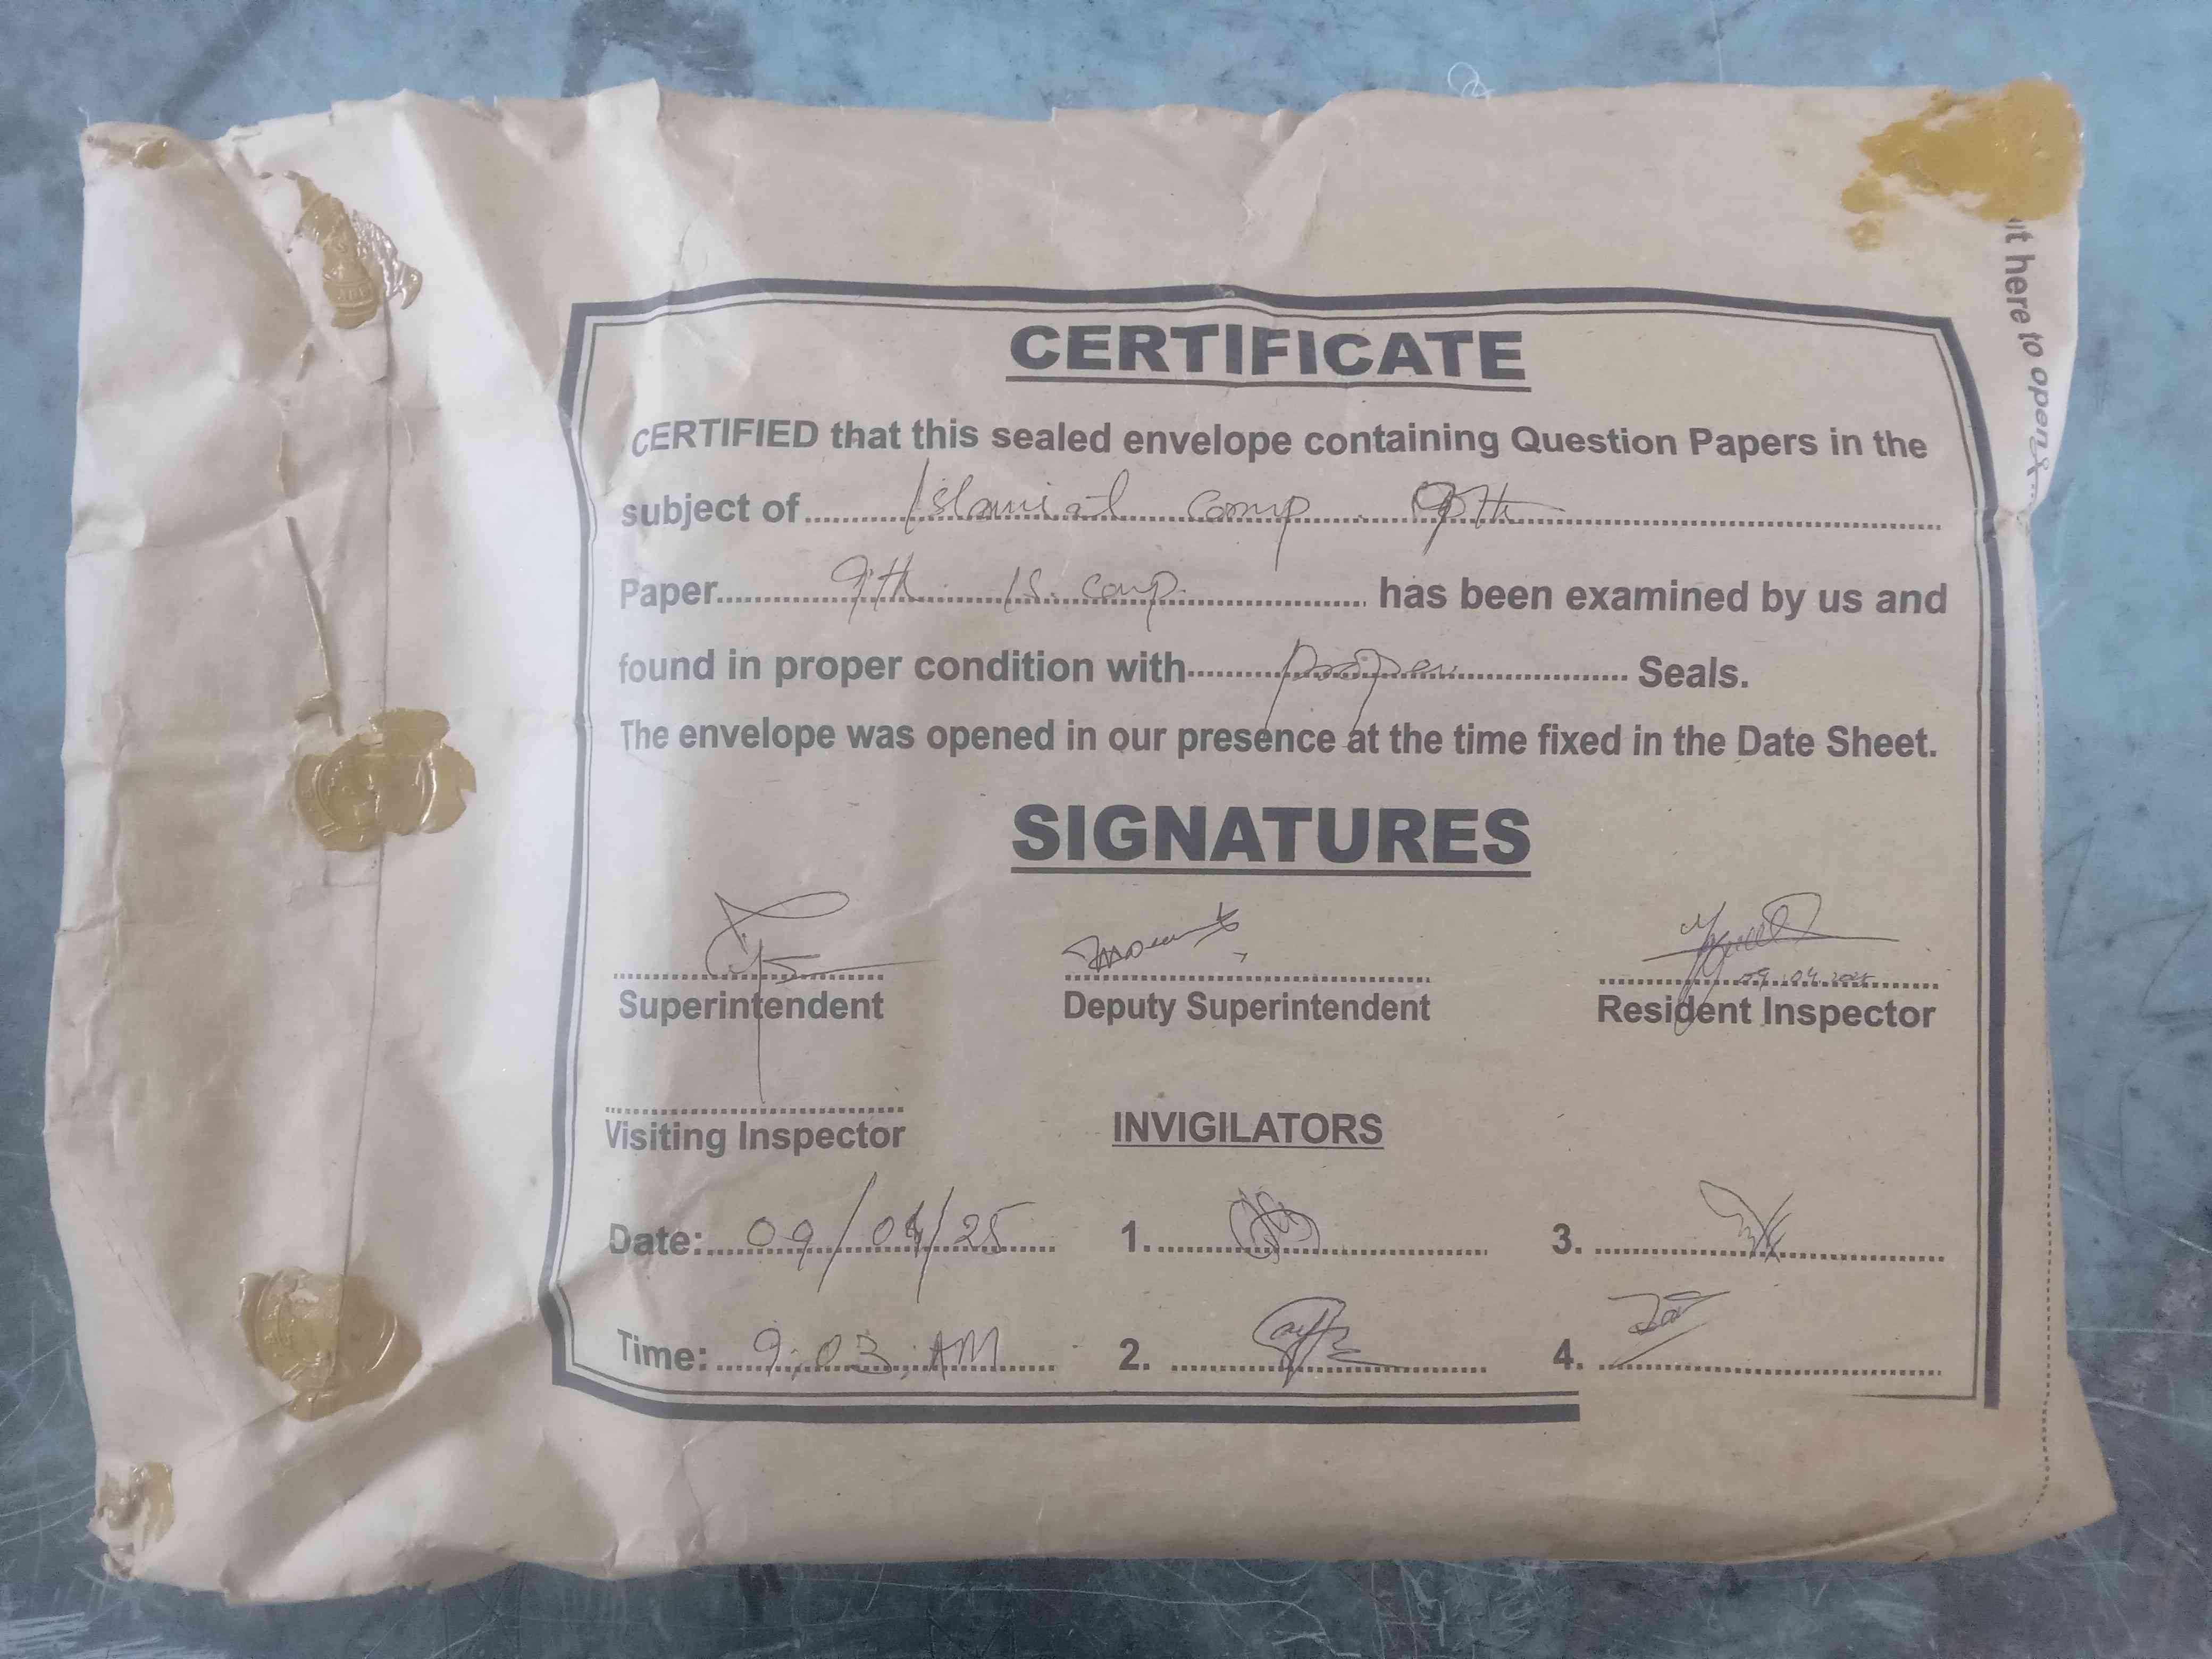 CERTIFICATE
CERTIFIED that this sealed envelope containing Question Papers in the
subject of Islamiat Comp. 9th
Paper 9th Is. comp. has been examined by us and
found in proper condition with proper Seals.
The envelope was opened in our presence at the time fixed in the Date Sheet.
SIGNATURES
09.04.2025
Superintendent Deputy Superintendent Resident Inspector
Visiting Inspector INVIGILATORS
Date: 09/04/25 1. 3.
Time: 9:03 AM 2. 4.
here to open